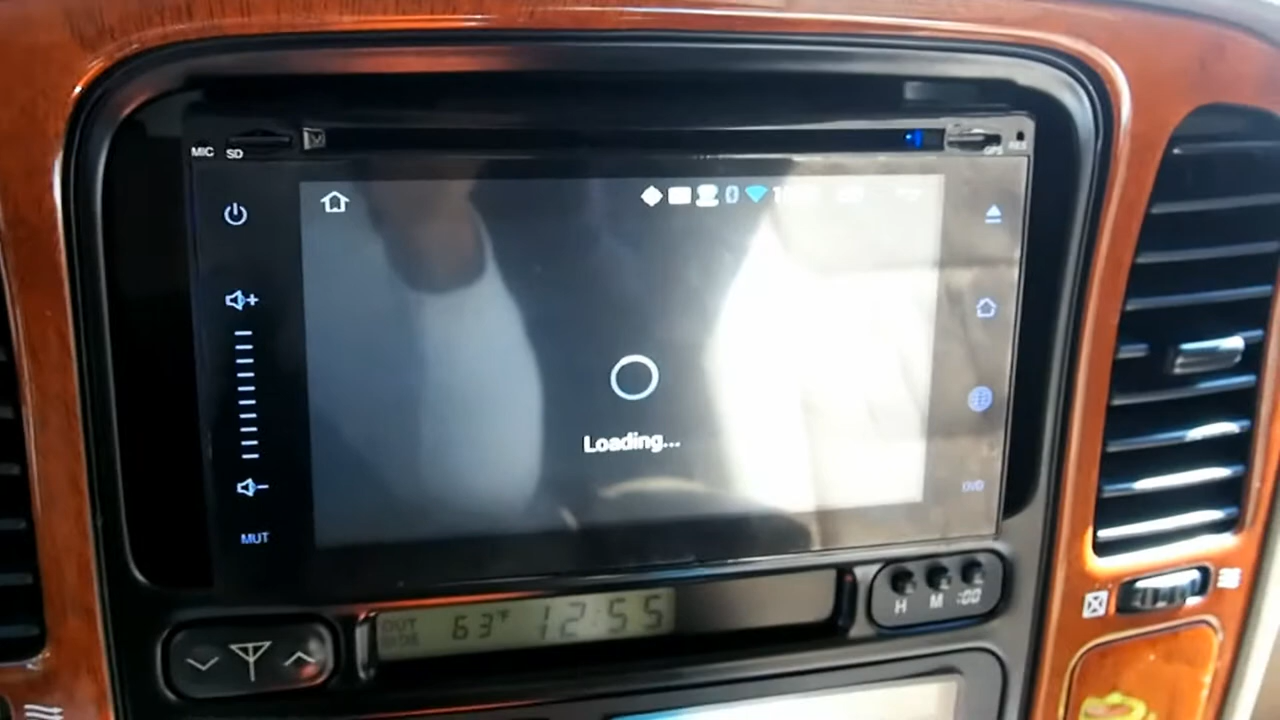 MIC SD
GPS RES
Loading...
MUT
DVD
OUT
63°F 12:55
H M :00